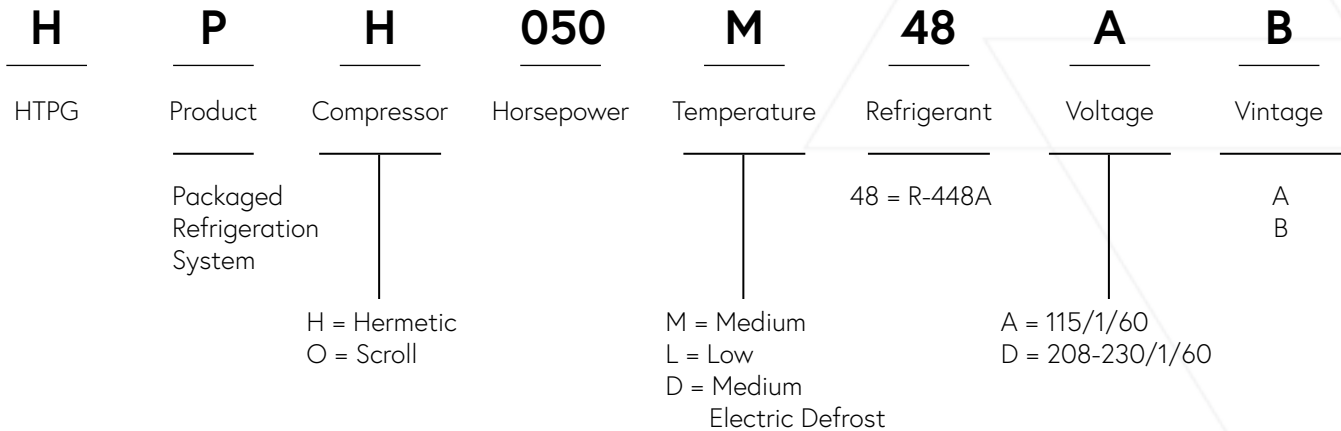 H P H 050 M 48 A B
HTPG Product Compressor Horsepower Temperature Refrigerant Voltage Vintage
Packaged 48 = R-448A A
Refrigeration B
System
H = Hermetic M = Medium A = 115/1/60
O = Scroll L = Low D = 208-230/1/60
D = Medium
Electric Defrost